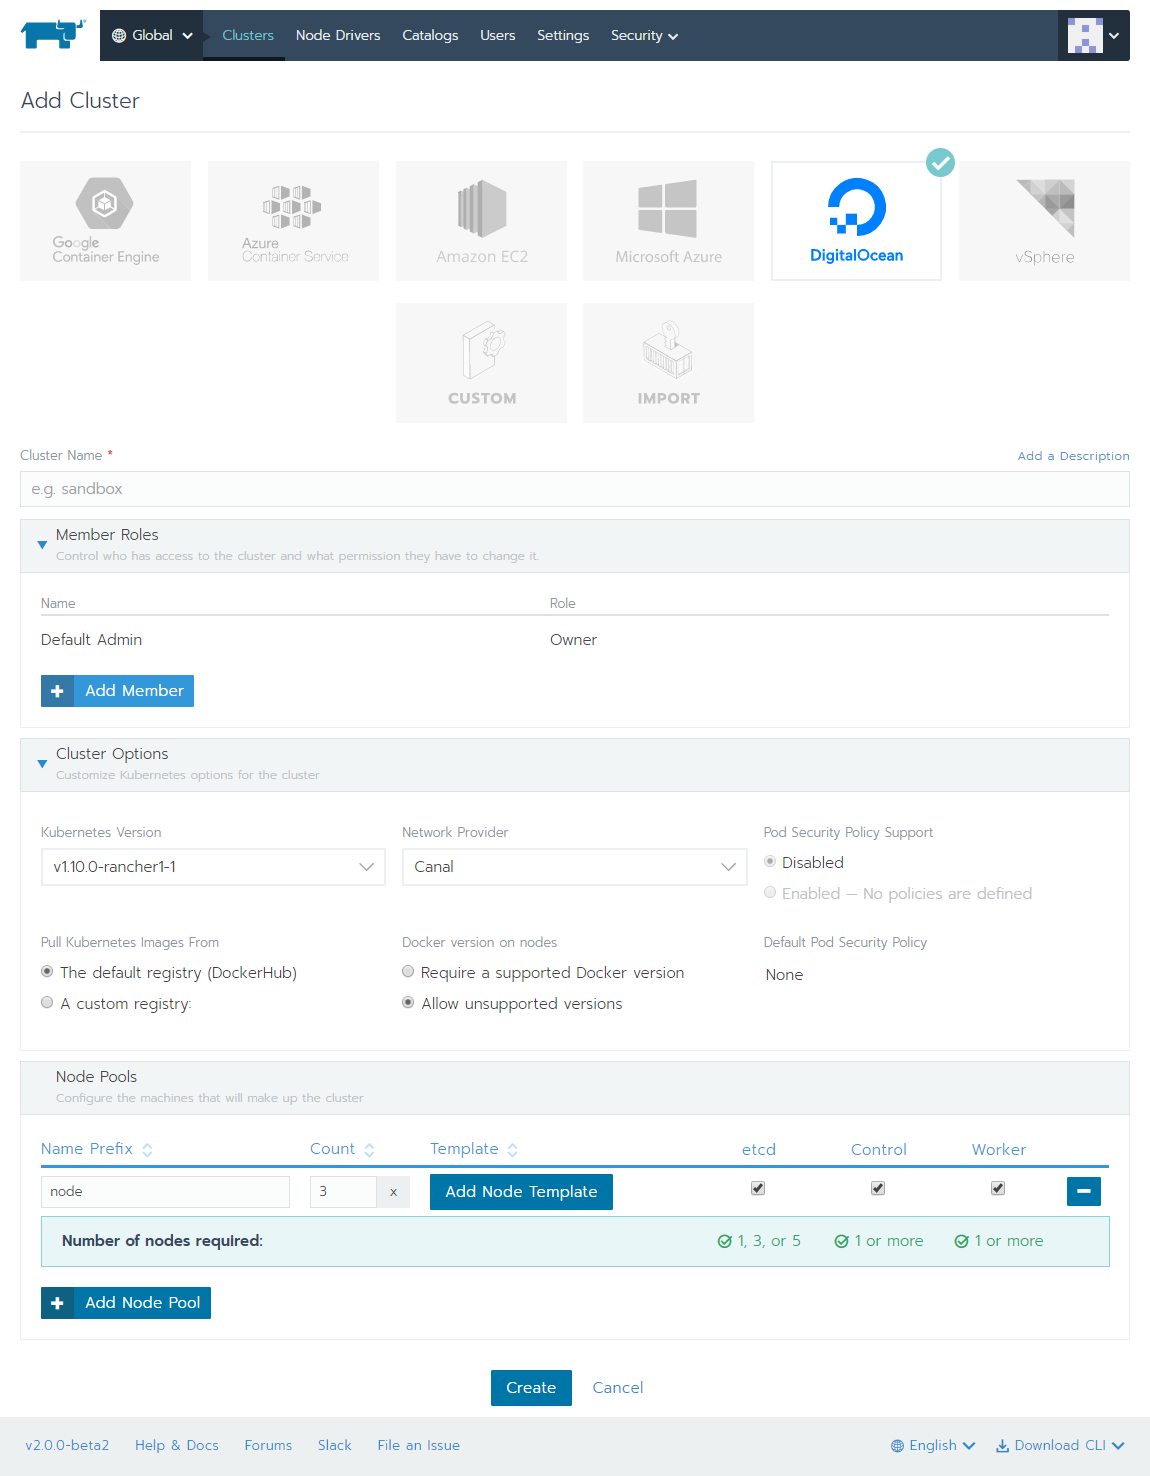 Global Clusters Node Drivers Catalogs Users Settings Security
Add Cluster
Google
Container Engine
Azure
Container Service
Amazon EC2
Microsoft Azure
DigitalOcean
vSphere
CUSTOM
IMPORT
Cluster Name * Add a Description
e.g. sandbox
Member Roles
Control who has access to the cluster and what permission they have to change it.
Name Role
Default Admin Owner
+ Add Member
Cluster Options
Customize Kubernetes options for the cluster
Kubernetes Version Network Provider Pod Security Policy Support
v1.10.0-rancher1-1 Canal Disabled
Enabled — No policies are defined
Pull Kubernetes Images From Docker version on nodes Default Pod Security Policy
The default registry (DockerHub) Require a supported Docker version None
A custom registry: Allow unsupported versions
Node Pools
Configure the machines that will make up the cluster
Name Prefix Count Template etcd Control Worker
node 3 x Add Node Template
Number of nodes required: 1, 3, or 5 1 or more 1 or more
+ Add Node Pool
Create Cancel
v2.0.0-beta2 Help & Docs Forums Slack File an Issue English Download CLI